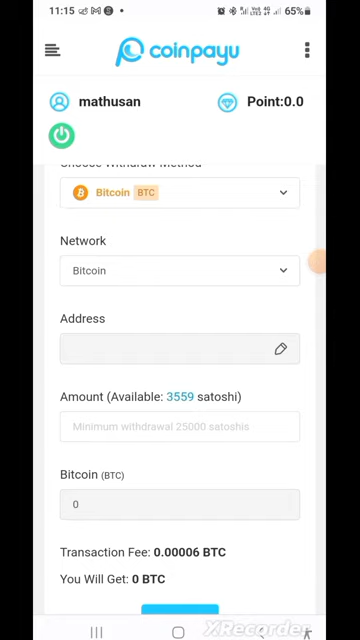 11:15
65%
coinpayu
mathusan
Point:0.0
Choose Withdraw Method
Bitcoin BTC
Network
Bitcoin
Address
Amount (Available: 3559 satoshi)
Minimum withdrawal 25000 satoshis
Bitcoin (BTC)
0
Transaction Fee: 0.00006 BTC
You Will Get: 0 BTC
XRecorder